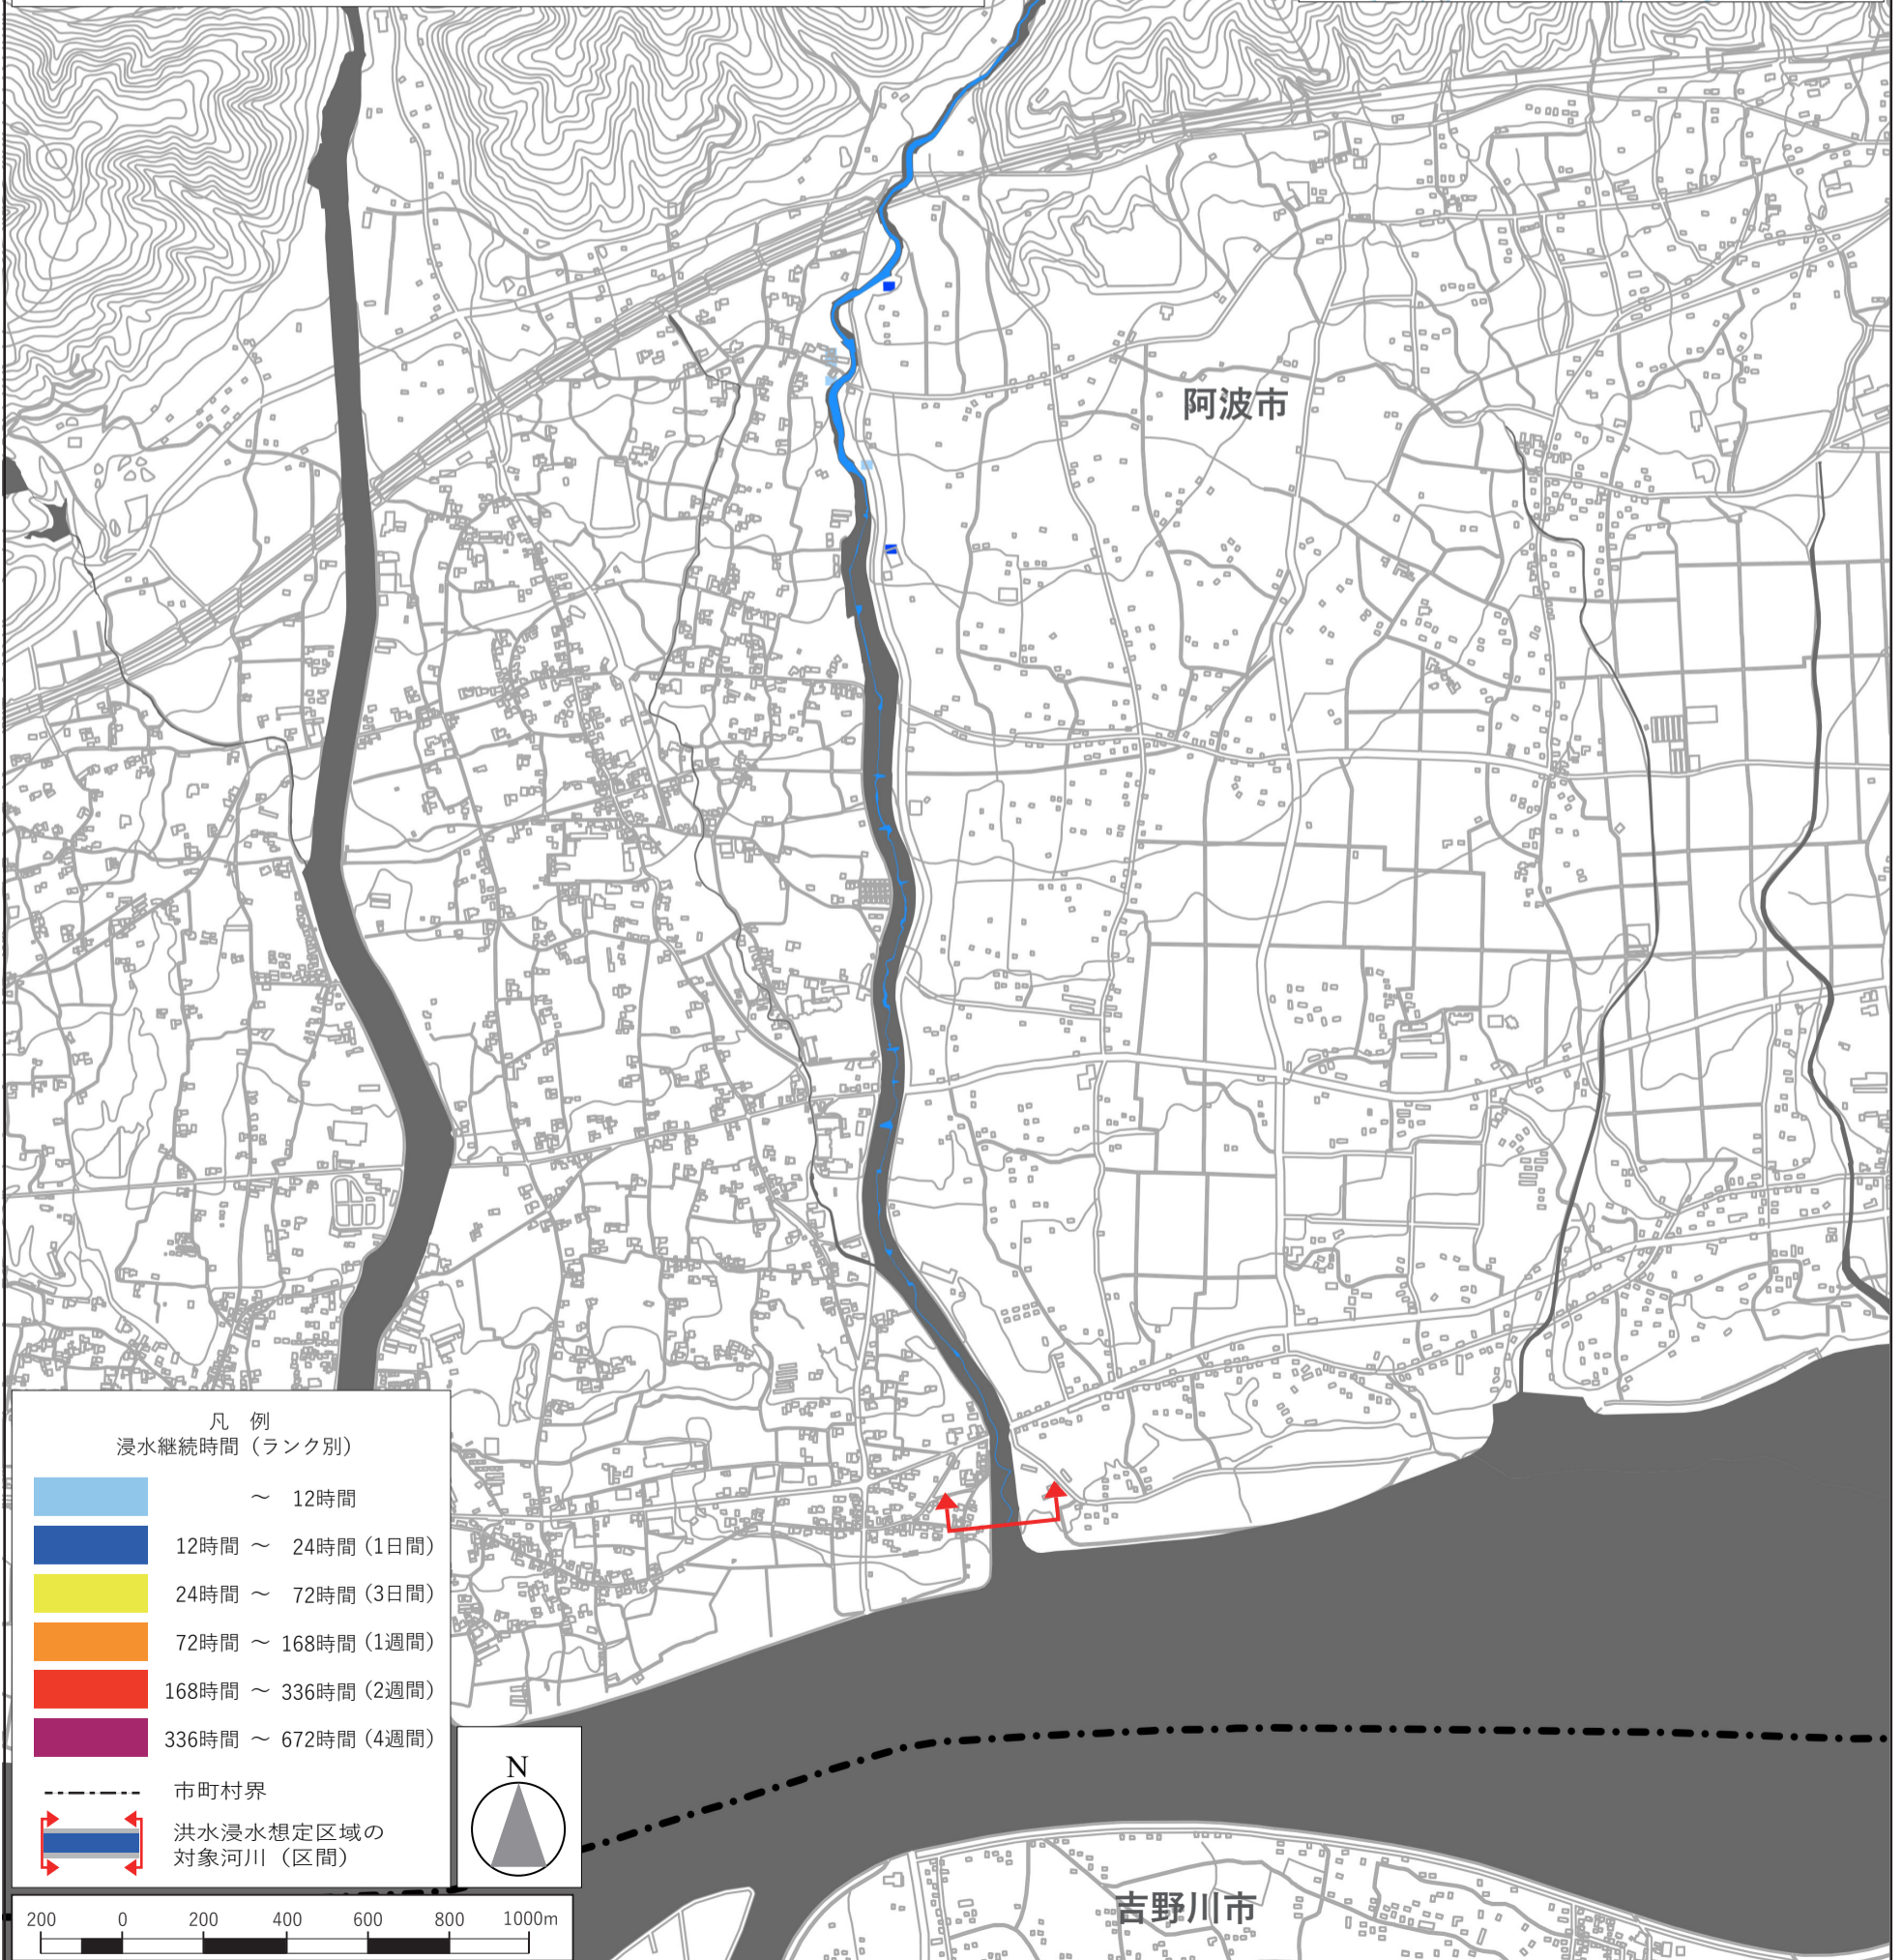 阿波市
凡　例
浸水継続時間（ランク別）
～ 12時間
12時間 ～ 24時間 (1日間)
24時間 ～ 72時間 (3日間)
72時間 ～ 168時間 (1週間)
168時間 ～ 336時間 (2週間)
336時間 ～ 672時間 (4週間)
市町村界
洪水浸水想定区域の
対象河川（区間）
N
200 0 200 400 600 800 1000m
吉野川市